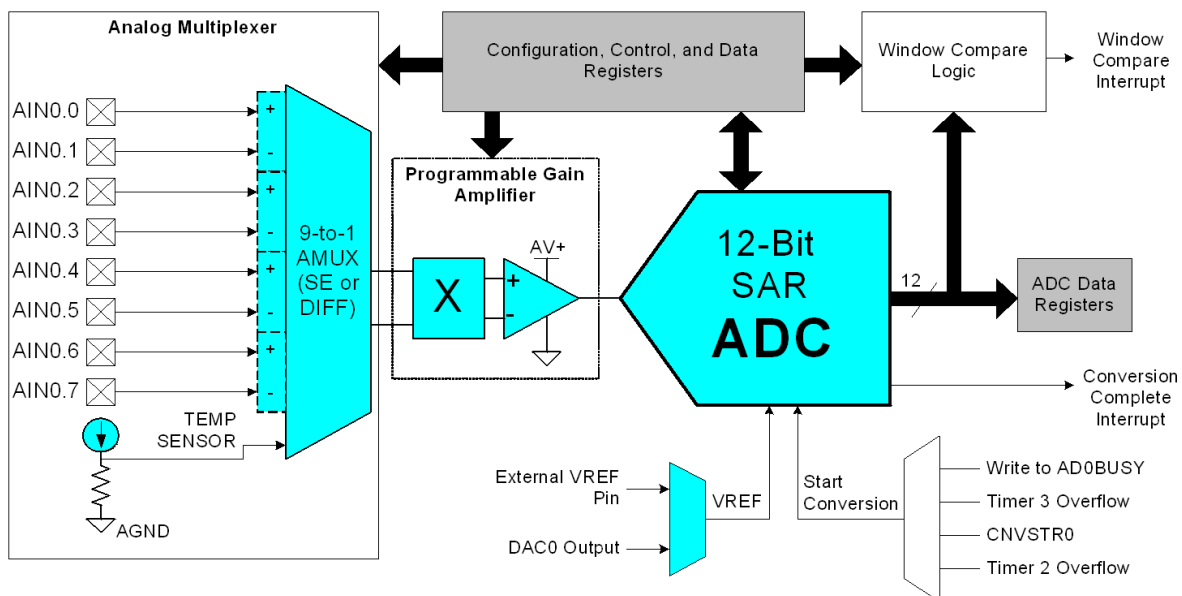 Analog Multiplexer
AIN0.0
AIN0.1
AIN0.2
AIN0.3
AIN0.4
AIN0.5
AIN0.6
AIN0.7
+
-
+
-
+
-
+
-
9-to-1
AMUX
(SE or
DIFF)
TEMP
SENSOR
AGND
Configuration, Control, and Data
Registers
Window Compare
Logic
Window
Compare
Interrupt
Programmable Gain
Amplifier
X
AV+
+
-
12-Bit
SAR
ADC
12
ADC Data
Registers
Conversion
Complete
Interrupt
External VREF
Pin
DAC0 Output
VREF
Start
Conversion
Write to AD0BUSY
Timer 3 Overflow
CNVSTR0
Timer 2 Overflow